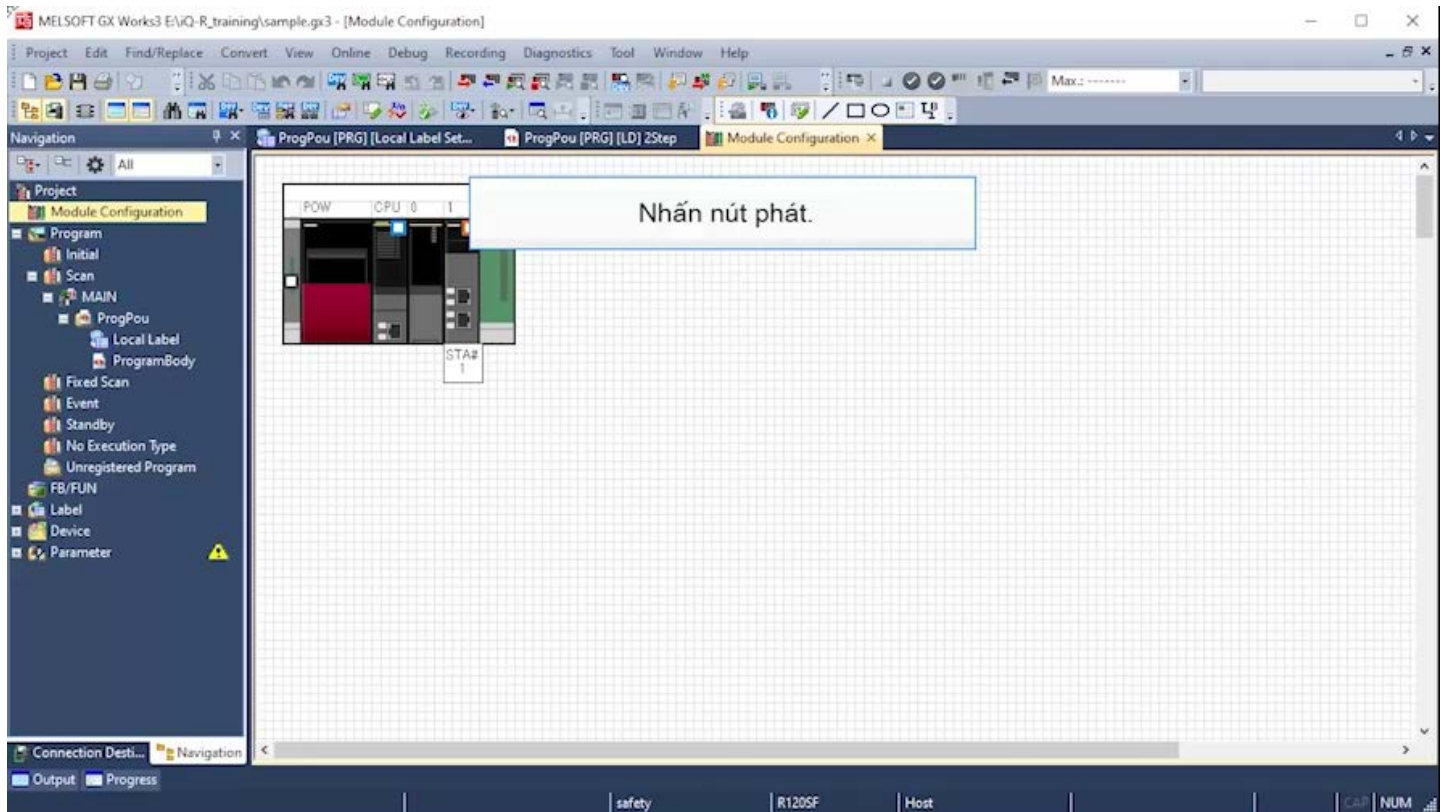 MELSOFT GX Works3 E:\iQ-R_training\sample.gx3 - [Module Configuration]
Project Edit Find/Replace Convert View Online Debug Recording Diagnostics Tool Window Help
Max.: -------
Navigation
ProgPou [PRG] [Local Label Set...
ProgPou [PRG] [LD] 2Step
Module Configuration
All
Project
Module Configuration
Program
Initial
Scan
MAIN
ProgPou
Local Label
ProgramBody
Fixed Scan
Event
Standby
No Execution Type
Unregistered Program
FB/FUN
Label
Device
Parameter
POW CPU 0 1
Nhấn nút phát.
STA#
1
Connection Desti... Navigation
Output Progress
safety R120SF Host CAP NUM